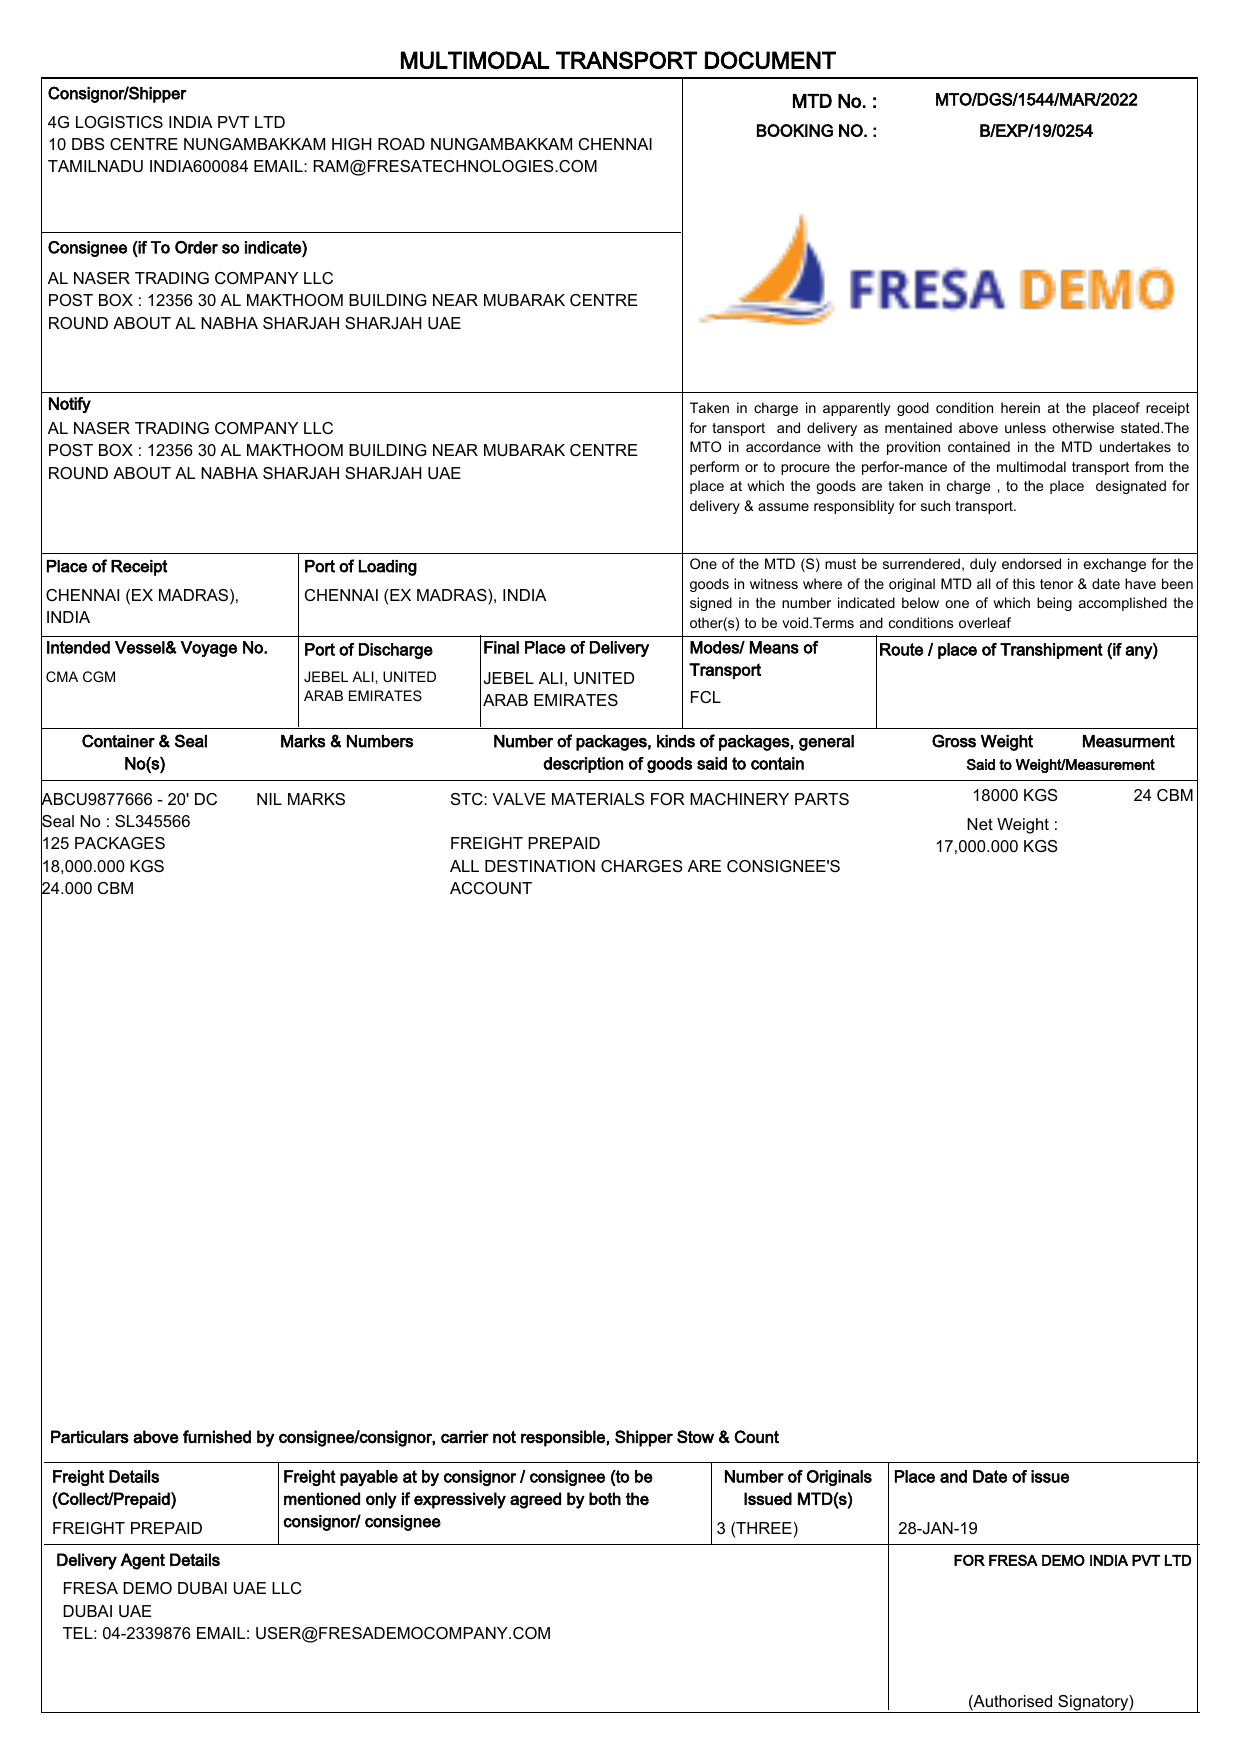 MULTIMODAL TRANSPORT DOCUMENT
Consignor/Shipper
4G LOGISTICS INDIA PVT LTD
10 DBS CENTRE NUNGAMBAKKAM HIGH ROAD NUNGAMBAKKAM CHENNAI
TAMILNADU INDIA600084 EMAIL: RAM@FRESATECHNOLOGIES.COM
MTD No. : MTO/DGS/1544/MAR/2022
BOOKING NO. : B/EXP/19/0254
FRESA DEMO
Consignee (if To Order so indicate)
AL NASER TRADING COMPANY LLC
POST BOX : 12356 30 AL MAKTHOOM BUILDING NEAR MUBARAK CENTRE
ROUND ABOUT AL NABHA SHARJAH SHARJAH UAE
Notify
AL NASER TRADING COMPANY LLC
POST BOX : 12356 30 AL MAKTHOOM BUILDING NEAR MUBARAK CENTRE
ROUND ABOUT AL NABHA SHARJAH SHARJAH UAE
Taken in charge in apparently good condition herein at the placeof receipt
for tansport and delivery as mentained above unless otherwise stated.The
MTO in accordance with the provition contained in the MTD undertakes to
perform or to procure the perfor-mance of the multimodal transport from the
place at which the goods are taken in charge , to the place designated for
delivery & assume responsiblity for such transport.
Place of Receipt
CHENNAI (EX MADRAS),
INDIA
Port of Loading
CHENNAI (EX MADRAS), INDIA
One of the MTD (S) must be surrendered, duly endorsed in exchange for the
goods in witness where of the original MTD all of this tenor & date have been
signed in the number indicated below one of which being accomplished the
other(s) to be void.Terms and conditions overleaf
Intended Vessel& Voyage No.
CMA CGM
Port of Discharge
JEBEL ALI, UNITED
ARAB EMIRATES
Final Place of Delivery
JEBEL ALI, UNITED
ARAB EMIRATES
Modes/ Means of
Transport
FCL
Route / place of Transhipment (if any)
Container & Seal
No(s)
Marks & Numbers
Number of packages, kinds of packages, general
description of goods said to contain
Gross Weight Measurment
Said to Weight/Measurement
ABCU9877666 - 20' DC
Seal No : SL345566
125 PACKAGES
18,000.000 KGS
24.000 CBM
NIL MARKS
STC: VALVE MATERIALS FOR MACHINERY PARTS
FREIGHT PREPAID
ALL DESTINATION CHARGES ARE CONSIGNEE'S
ACCOUNT
18000 KGS
Net Weight :
17,000.000 KGS
24 CBM
Particulars above furnished by consignee/consignor, carrier not responsible, Shipper Stow & Count
Freight Details
(Collect/Prepaid)
FREIGHT PREPAID
Freight payable at by consignor / consignee (to be
mentioned only if expressively agreed by both the
consignor/ consignee
Number of Originals
Issued MTD(s)
3 (THREE)
Place and Date of issue
28-JAN-19
Delivery Agent Details
FRESA DEMO DUBAI UAE LLC
DUBAI UAE
TEL: 04-2339876 EMAIL: USER@FRESADEMOCOMPANY.COM
FOR FRESA DEMO INDIA PVT LTD
(Authorised Signatory)